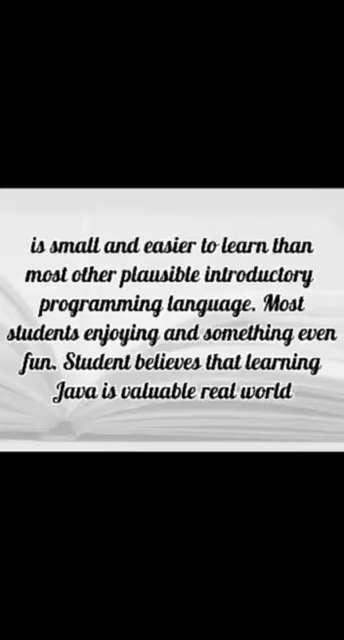 is small and easier to learn than
most other plausible introductory
programming language. Most
students enjoying and something even
fun. Student believes that learning
Java is valuable real world